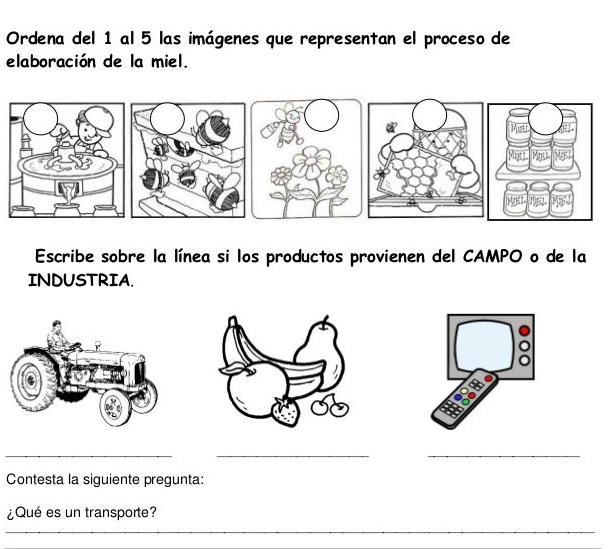 Ordena del 1 al 5 las imágenes que representan el proceso de
elaboración de la miel.
MIEL MIEL
MIEL MIEL MIEL
MIEL MIEL MIEL
Escribe sobre la línea si los productos provienen del CAMPO o de la
INDUSTRIA.
Contesta la siguiente pregunta:
¿Qué es un transporte?